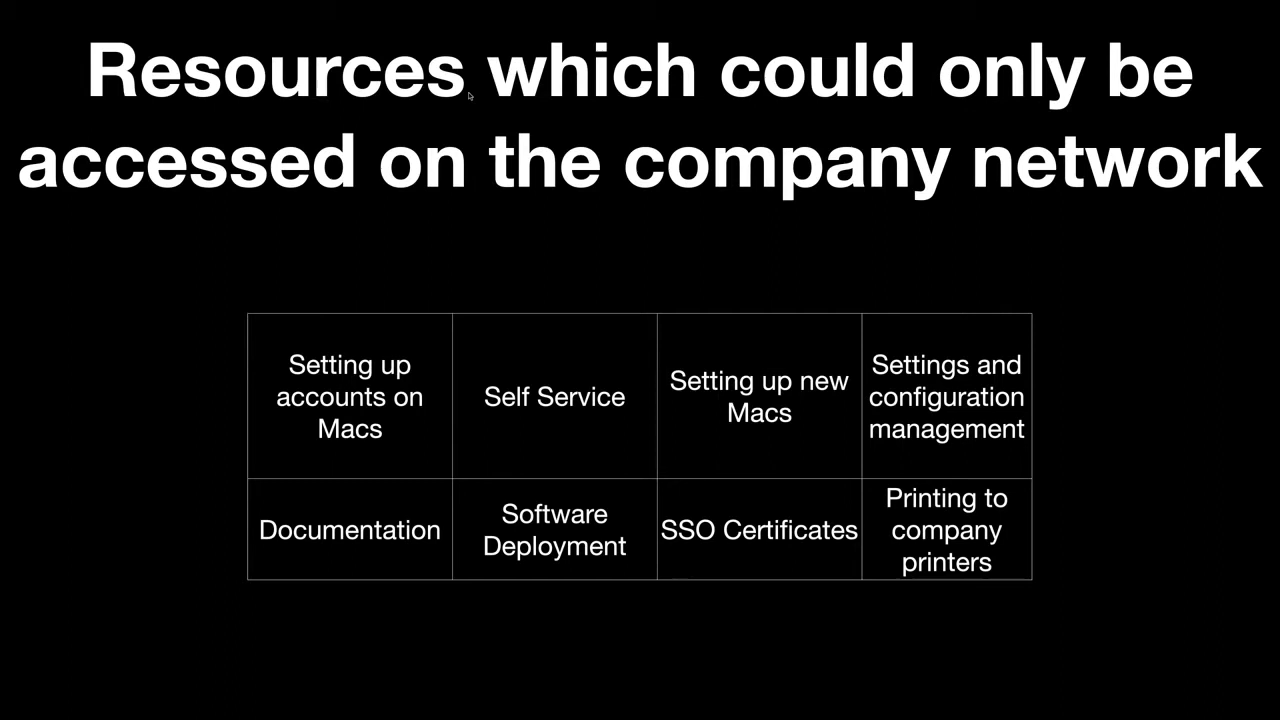 Resources which could only be
accessed on the company network
Setting up
accounts on
Macs
Self Service
Setting up new
Macs
Settings and
configuration
management
Documentation
Software
Deployment
SSO Certificates
Printing to
company
printers